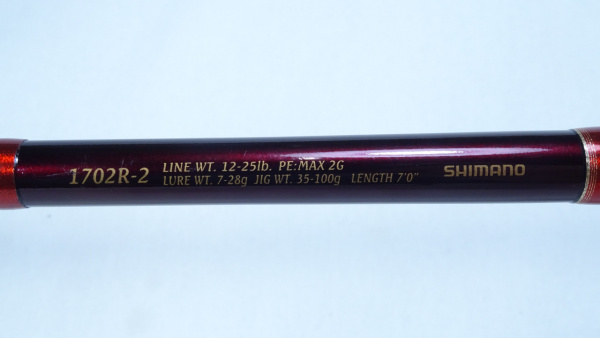 1702R-2
LINE WT. 12-25lb. PE:MAX 2G
LURE WT. 7-28g JIG WT. 35-100g LENGTH 7'0"
SHIMANO